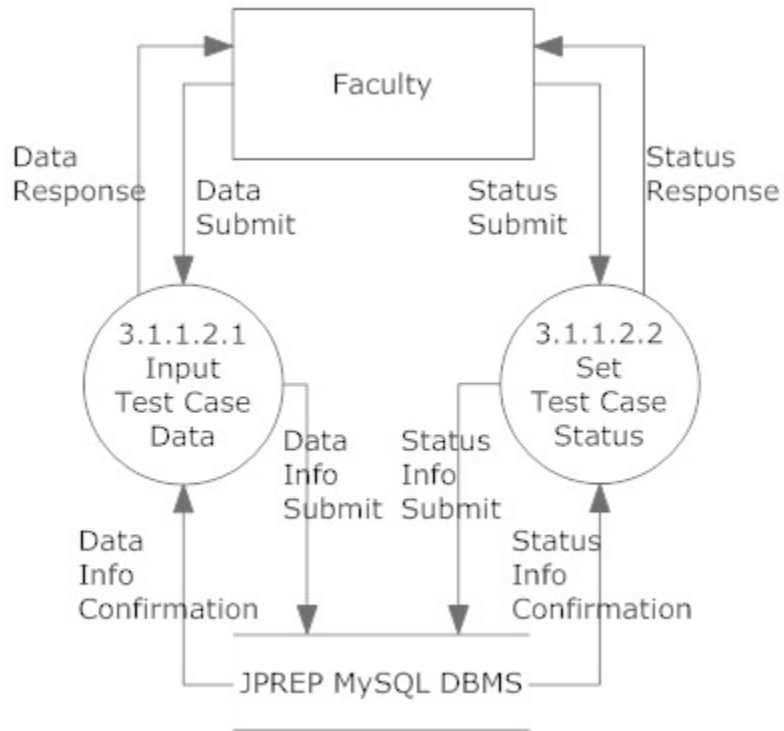 Faculty
Data
Response
Data
Submit
Status
Submit
Status
Response
3.1.1.2.1
Input
Test Case
Data
3.1.1.2.2
Set
Test Case
Status
Data
Info
Submit
Status
Info
Submit
Data
Info
Confirmation
Status
Info
Confirmation
JPREP MySQL DBMS